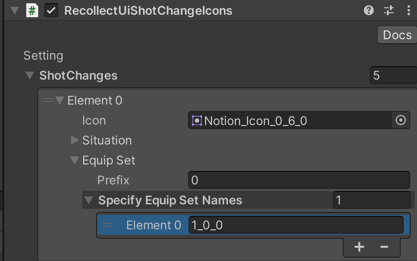 RecollectUiShotChangeIcons
Docs
Setting
ShotChanges 5
Element 0
Icon Notion_Icon_0_6_0
Situation
Equip Set
Prefix 0
Specify Equip Set Names 1
Element 0 1_0_0
+ −